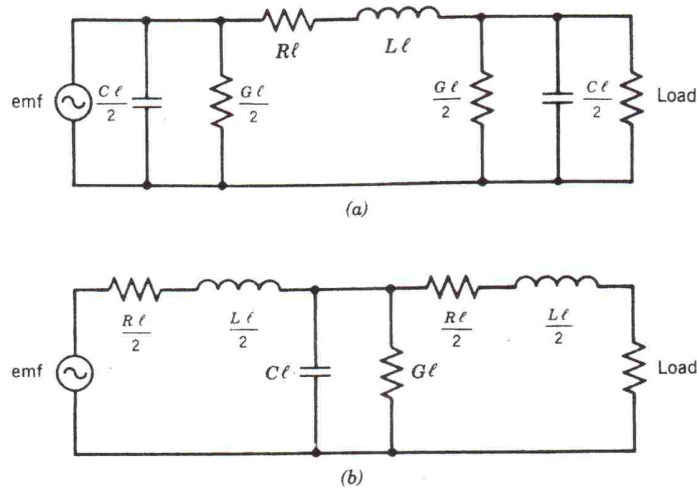 Rℓ
Lℓ
emf
Cℓ/2
Gℓ/2
Gℓ/2
Cℓ/2
Load
(a)
Rℓ/2
Lℓ/2
Rℓ/2
Lℓ/2
emf
Cℓ
Gℓ
Load
(b)